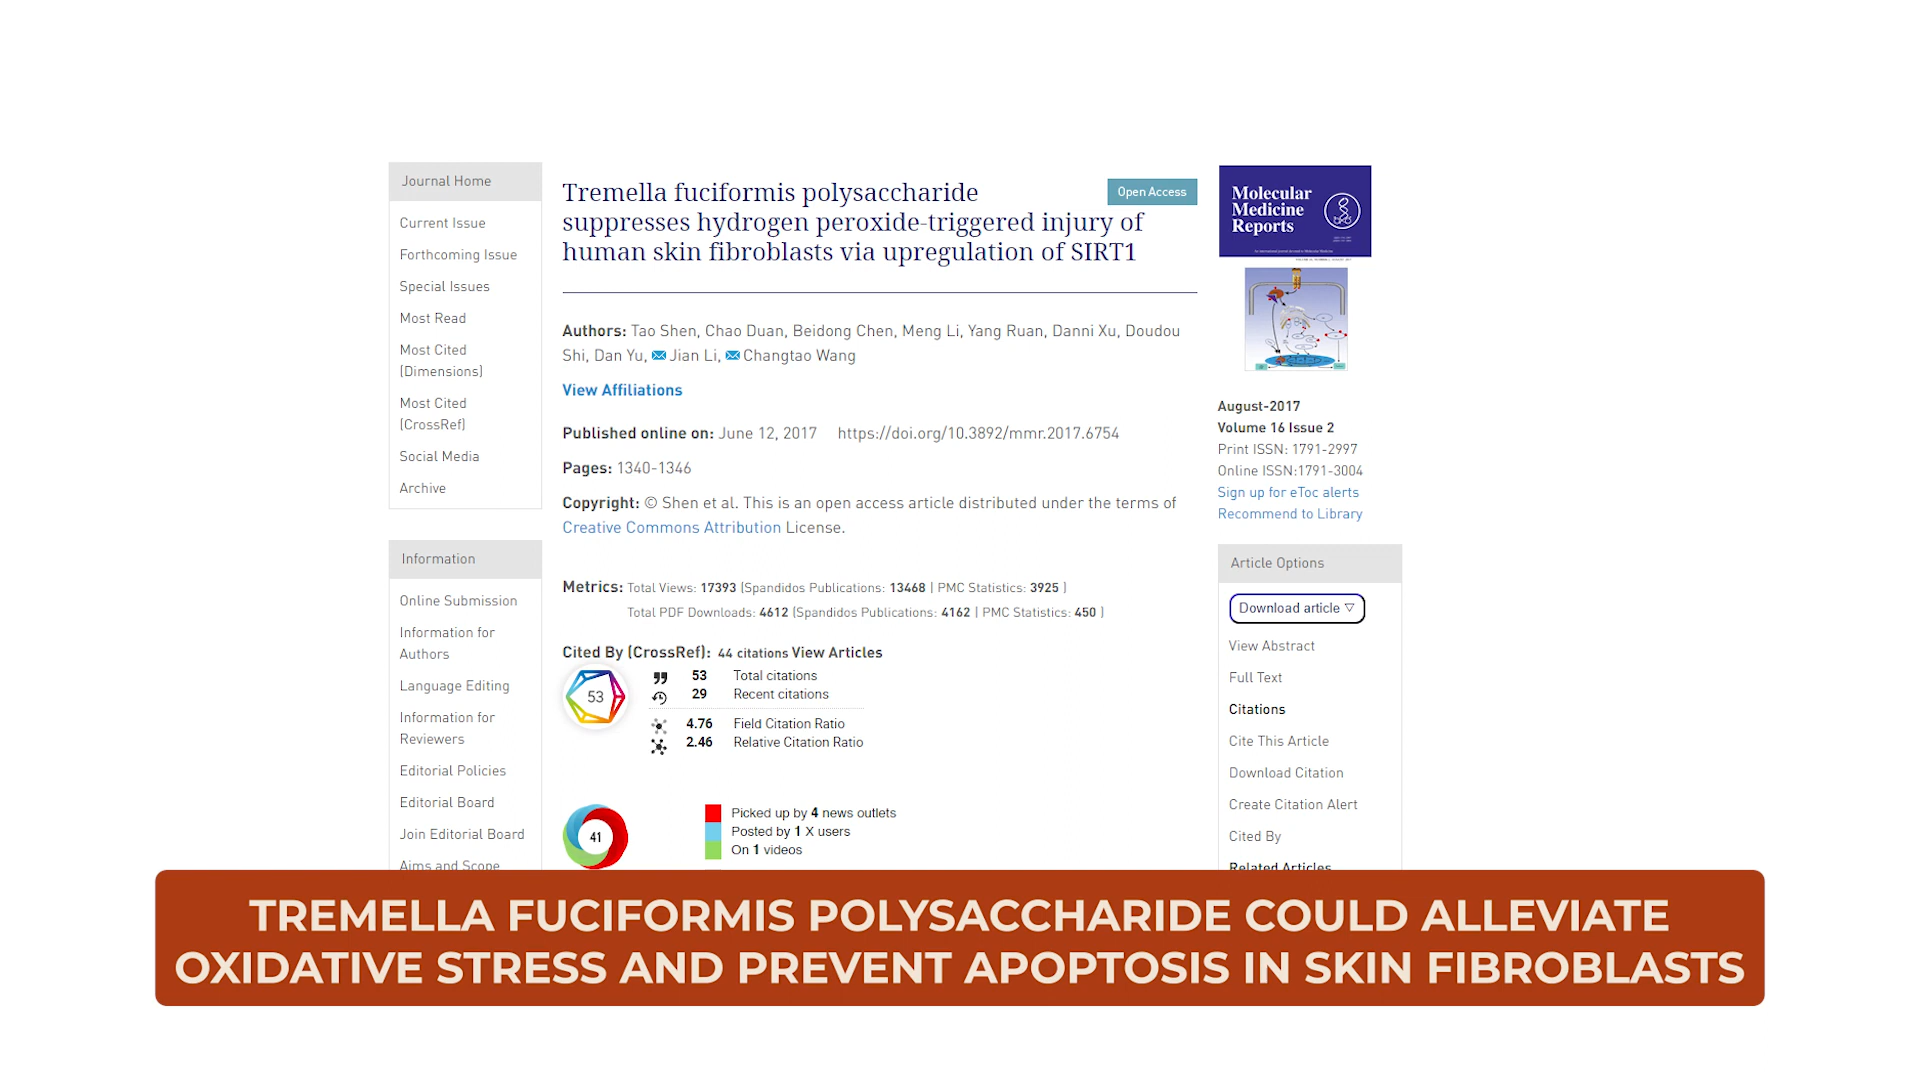 Journal Home
Current Issue
Forthcoming Issue
Special Issues
Most Read
Most Cited
(Dimensions)
Most Cited
(CrossRef)
Social Media
Archive
Information
Online Submission
Information for
Authors
Language Editing
Information for
Reviewers
Editorial Policies
Editorial Board
Join Editorial Board
Aims and Scope
Tremella fuciformis polysaccharide
suppresses hydrogen peroxide-triggered injury of
human skin fibroblasts via upregulation of SIRT1
Open Access
Authors: Tao Shen, Chao Duan, Beidong Chen, Meng Li, Yang Ruan, Danni Xu, Doudou
Shi, Dan Yu, Jian Li, Changtao Wang
View Affiliations
Published online on: June 12, 2017 https://doi.org/10.3892/mmr.2017.6754
Pages: 1340-1346
Copyright: © Shen et al. This is an open access article distributed under the terms of
Creative Commons Attribution License.
Metrics: Total Views: 17393 (Spandidos Publications: 13468 | PMC Statistics: 3925 )
Total PDF Downloads: 4612 (Spandidos Publications: 4162 | PMC Statistics: 450 )
Cited By (CrossRef): 44 citations View Articles
53
53 Total citations
29 Recent citations
4.76 Field Citation Ratio
2.46 Relative Citation Ratio
41
Picked up by 4 news outlets
Posted by 1 X users
On 1 videos
Molecular
Medicine
Reports
August-2017
Volume 16 Issue 2
Print ISSN: 1791-2997
Online ISSN:1791-3004
Sign up for eToc alerts
Recommend to Library
Article Options
Download article ▽
View Abstract
Full Text
Citations
Cite This Article
Download Citation
Create Citation Alert
Cited By
Related Articles
TREMELLA FUCIFORMIS POLYSACCHARIDE COULD ALLEVIATE
OXIDATIVE STRESS AND PREVENT APOPTOSIS IN SKIN FIBROBLASTS